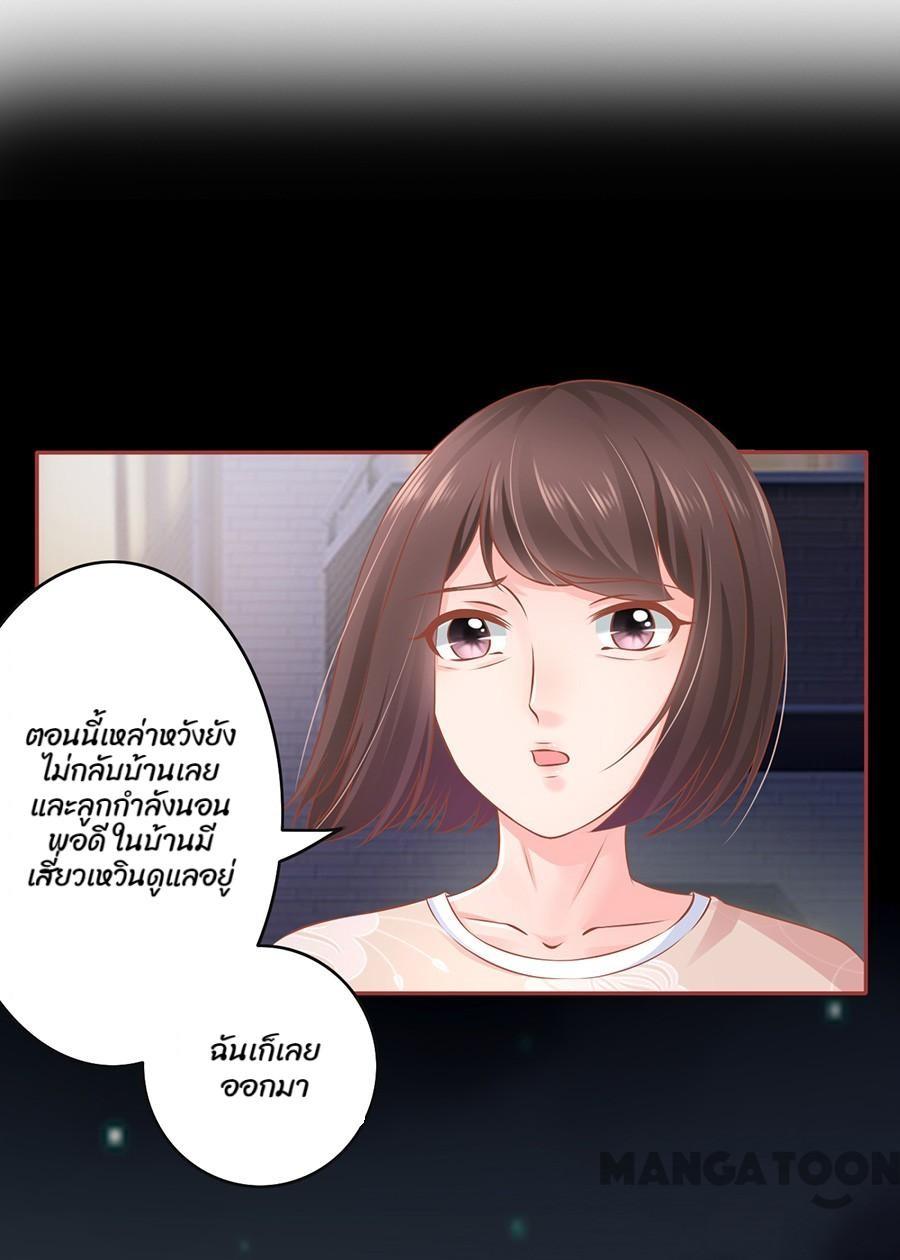 ตอนนี้เหล่าหวังยัง
ไม่กลับบ้านเลย
และลูกกำลังนอน
พอดี ในบ้านมี
เสี่ยวเหวินดูแลอยู่
ฉันเก็เลย
ออกมา
MANGATOON